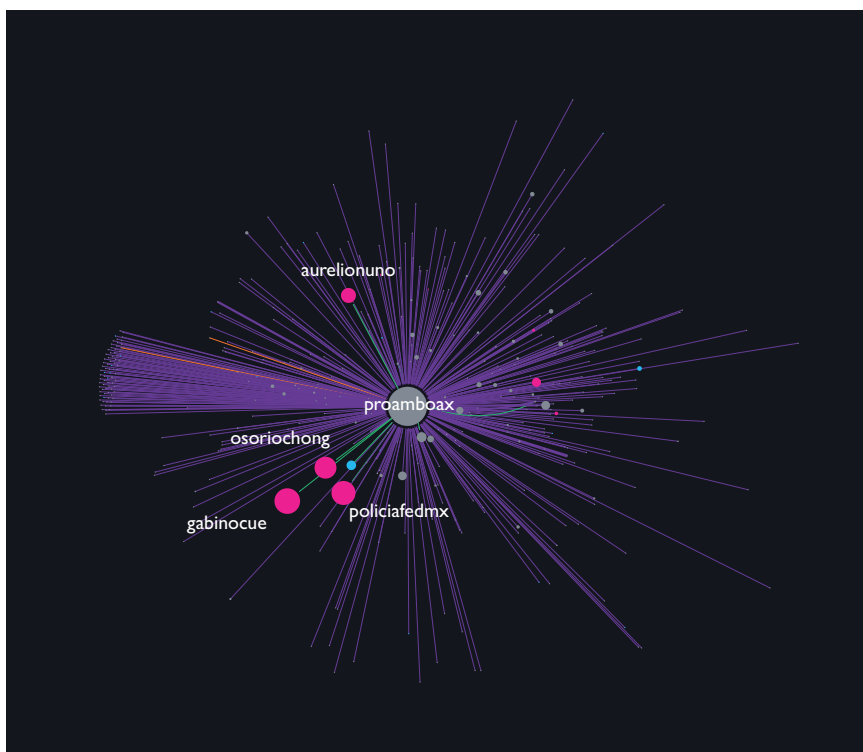 aurelionuno
proamboax
osoriochong
gabinocue
policiafedmx